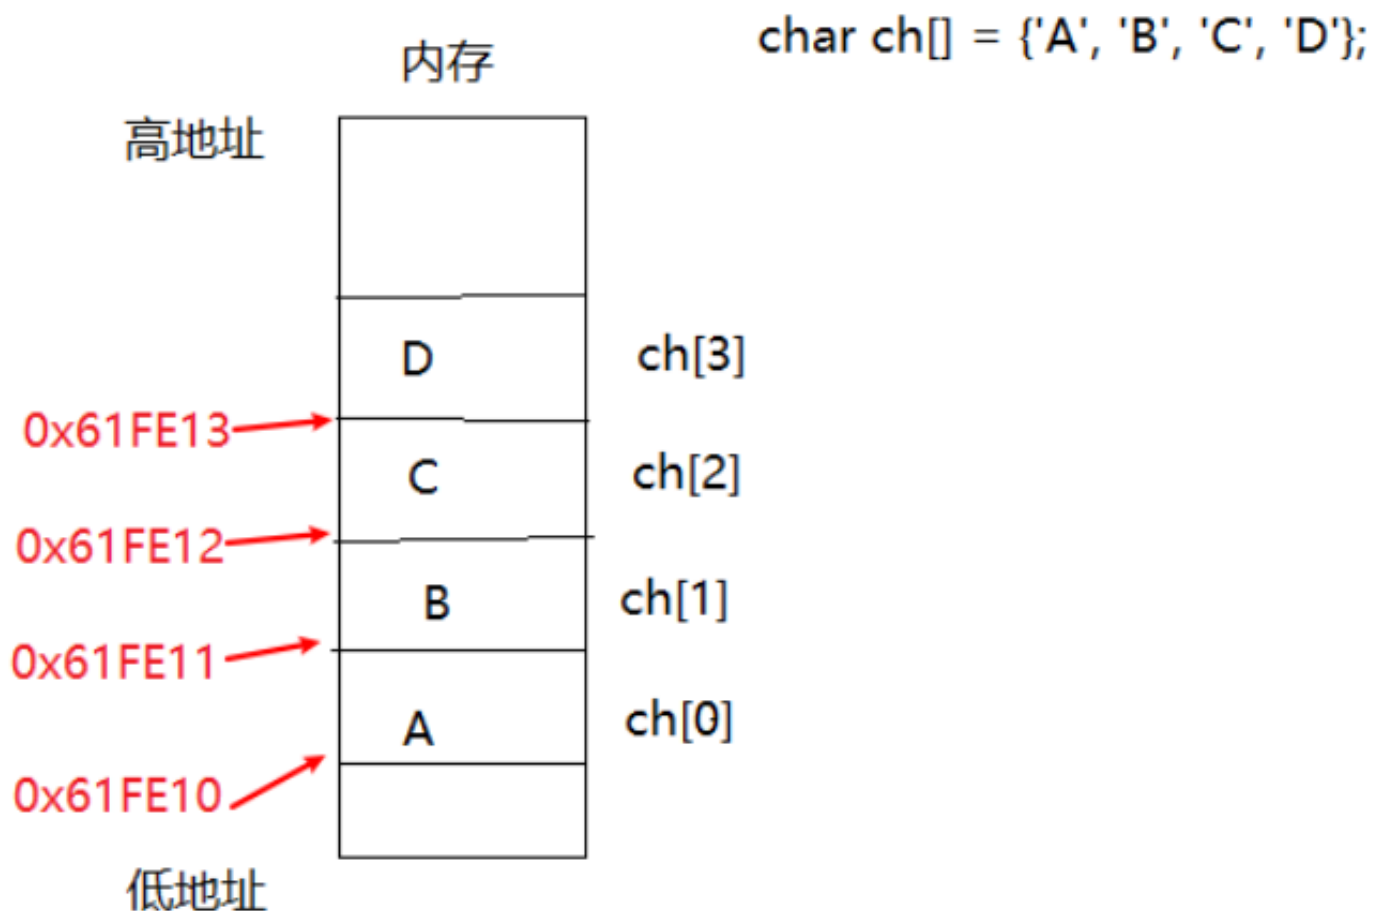 char ch[] = {'A', 'B', 'C', 'D'};
内存
高地址
D
ch[3]
0x61FE13
C
ch[2]
0x61FE12
B
ch[1]
0x61FE11
A
ch[0]
0x61FE10
低地址